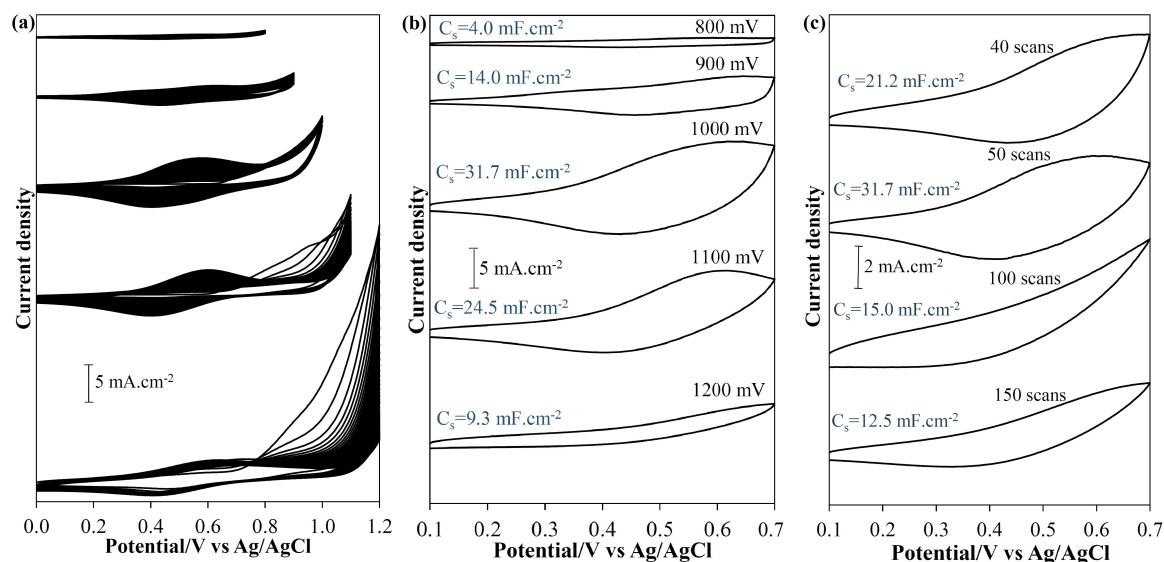 (a)
Current density
5 mA.cm-2
0.0 0.2 0.4 0.6 0.8 1.0 1.2
Potential/V vs Ag/AgCl
(b)
Cs=4.0 mF.cm-2
800 mV
900 mV
Cs=14.0 mF.cm-2
1000 mV
Cs=31.7 mF.cm-2
Current density
5 mA.cm-2
1100 mV
Cs=24.5 mF.cm-2
1200 mV
Cs=9.3 mF.cm-2
0.1 0.2 0.3 0.4 0.5 0.6 0.7
Potential/V vs Ag/AgCl
(c)
40 scans
Cs=21.2 mF.cm-2
50 scans
Cs=31.7 mF.cm-2
Current density
2 mA.cm-2
100 scans
Cs=15.0 mF.cm-2
150 scans
Cs=12.5 mF.cm-2
0.1 0.2 0.3 0.4 0.5 0.6 0.7
Potential/V vs Ag/AgCl